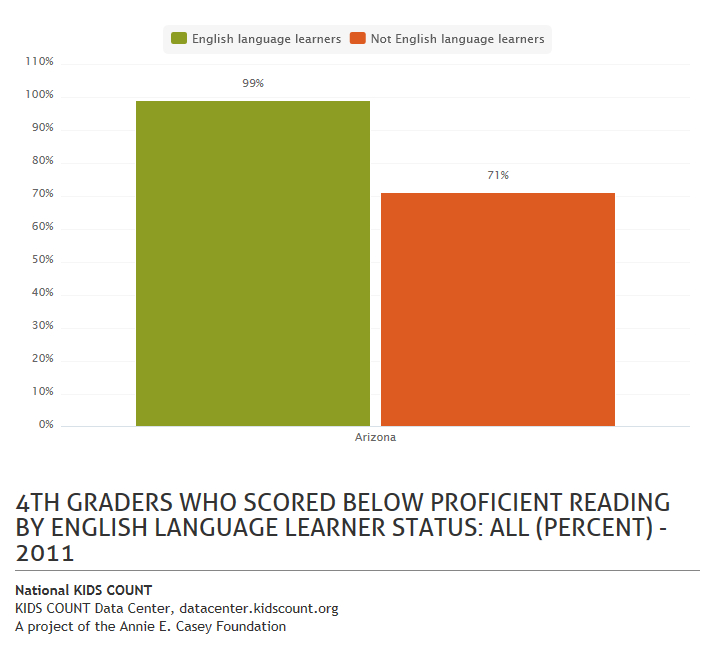 English language learners Not English language learners
110%
100%
90%
80%
70%
60%
50%
40%
30%
20%
10%
0%
99%
71%
Arizona
4TH GRADERS WHO SCORED BELOW PROFICIENT READING
BY ENGLISH LANGUAGE LEARNER STATUS: ALL (PERCENT) -
2011
National KIDS COUNT
KIDS COUNT Data Center, datacenter.kidscount.org
A project of the Annie E. Casey Foundation